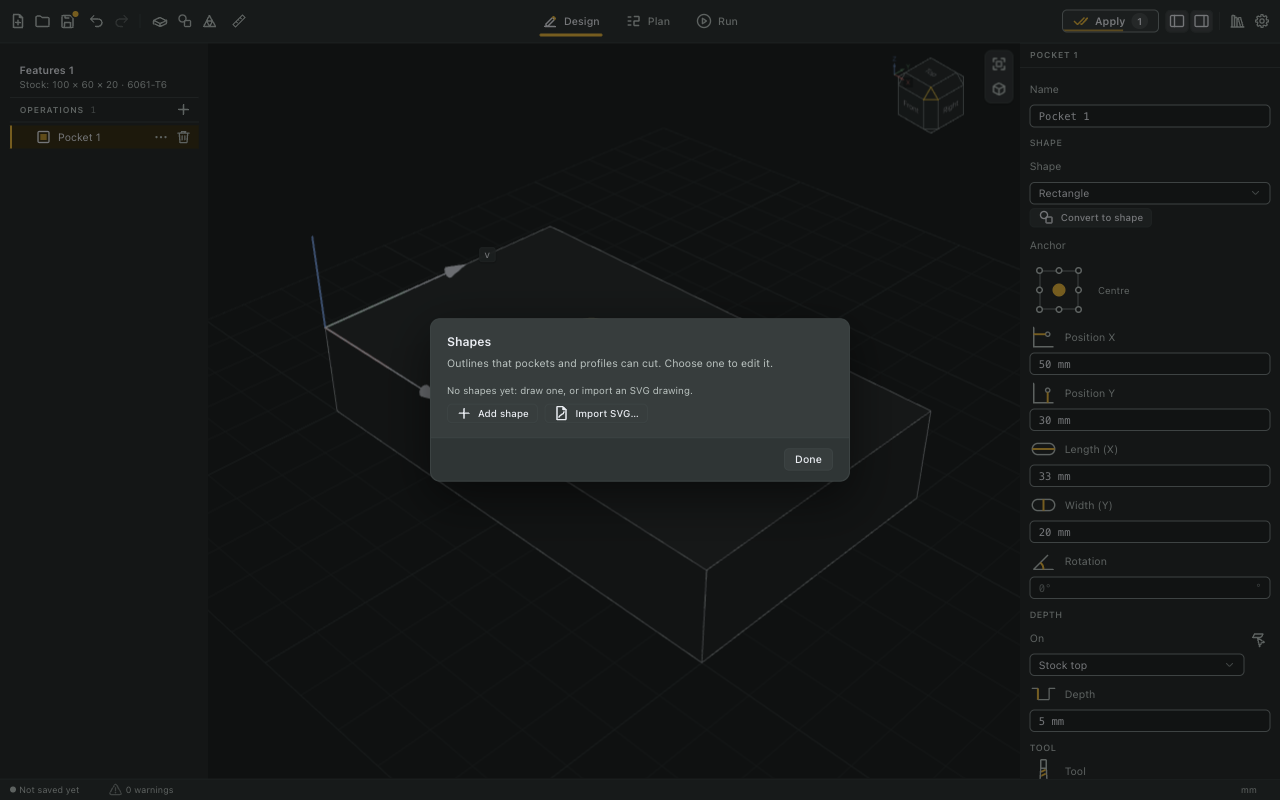 Design
Plan
Run
Apply 1
Features 1
Stock: 100 × 60 × 20 · 6061-T6
OPERATIONS 1
Pocket 1
v
Top
Front
Right
Shapes
Outlines that pockets and profiles can cut. Choose one to edit it.
No shapes yet: draw one, or import an SVG drawing.
Add shape
Import SVG...
Done
POCKET 1
Name
Pocket 1
SHAPE
Shape
Rectangle
Convert to shape
Anchor
Centre
Position X
50 mm
Position Y
30 mm
Length (X)
33 mm
Width (Y)
20 mm
Rotation
0° °
DEPTH
On
Stock top
Depth
5 mm
TOOL
Tool
Not saved yet
0 warnings
mm